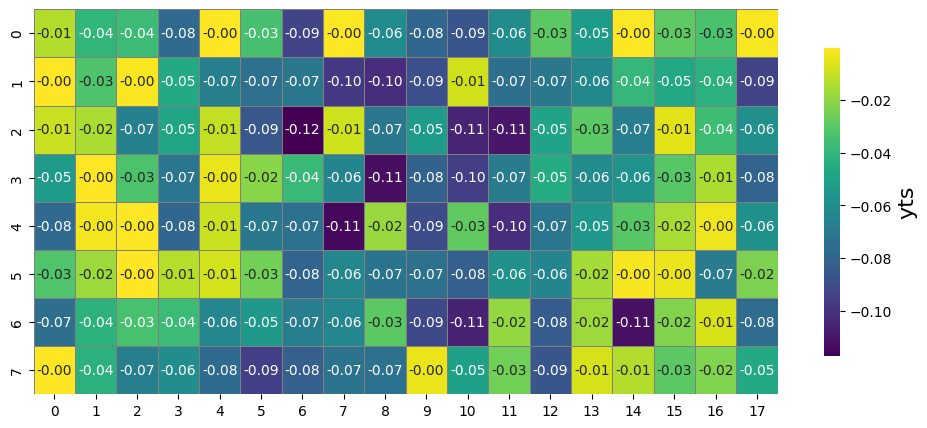 0 -0.01 -0.04 -0.04 -0.08 -0.00 -0.03 -0.09 -0.00 -0.06 -0.08 -0.09 -0.06 -0.03 -0.05 -0.00 -0.03 -0.03 -0.00
1 -0.00 -0.03 -0.00 -0.05 -0.07 -0.07 -0.07 -0.10 -0.10 -0.09 -0.01 -0.07 -0.07 -0.06 -0.04 -0.05 -0.04 -0.09
2 -0.01 -0.02 -0.07 -0.05 -0.01 -0.09 -0.12 -0.01 -0.07 -0.05 -0.11 -0.11 -0.05 -0.03 -0.07 -0.01 -0.04 -0.06
3 -0.05 -0.00 -0.03 -0.07 -0.00 -0.02 -0.04 -0.06 -0.11 -0.08 -0.10 -0.07 -0.05 -0.06 -0.06 -0.03 -0.01 -0.08
4 -0.08 -0.00 -0.00 -0.08 -0.01 -0.07 -0.07 -0.11 -0.02 -0.09 -0.03 -0.10 -0.07 -0.05 -0.03 -0.02 -0.00 -0.06
5 -0.03 -0.02 -0.00 -0.01 -0.01 -0.03 -0.08 -0.06 -0.07 -0.07 -0.08 -0.06 -0.06 -0.02 -0.00 -0.00 -0.07 -0.02
6 -0.07 -0.04 -0.03 -0.04 -0.06 -0.05 -0.07 -0.06 -0.03 -0.09 -0.11 -0.02 -0.08 -0.02 -0.11 -0.02 -0.01 -0.08
7 -0.00 -0.04 -0.07 -0.06 -0.08 -0.09 -0.08 -0.07 -0.07 -0.00 -0.05 -0.03 -0.09 -0.01 -0.01 -0.03 -0.02 -0.05
0 1 2 3 4 5 6 7 8 9 10 11 12 13 14 15 16 17
−0.02
−0.04
−0.06
−0.08
−0.10
yts